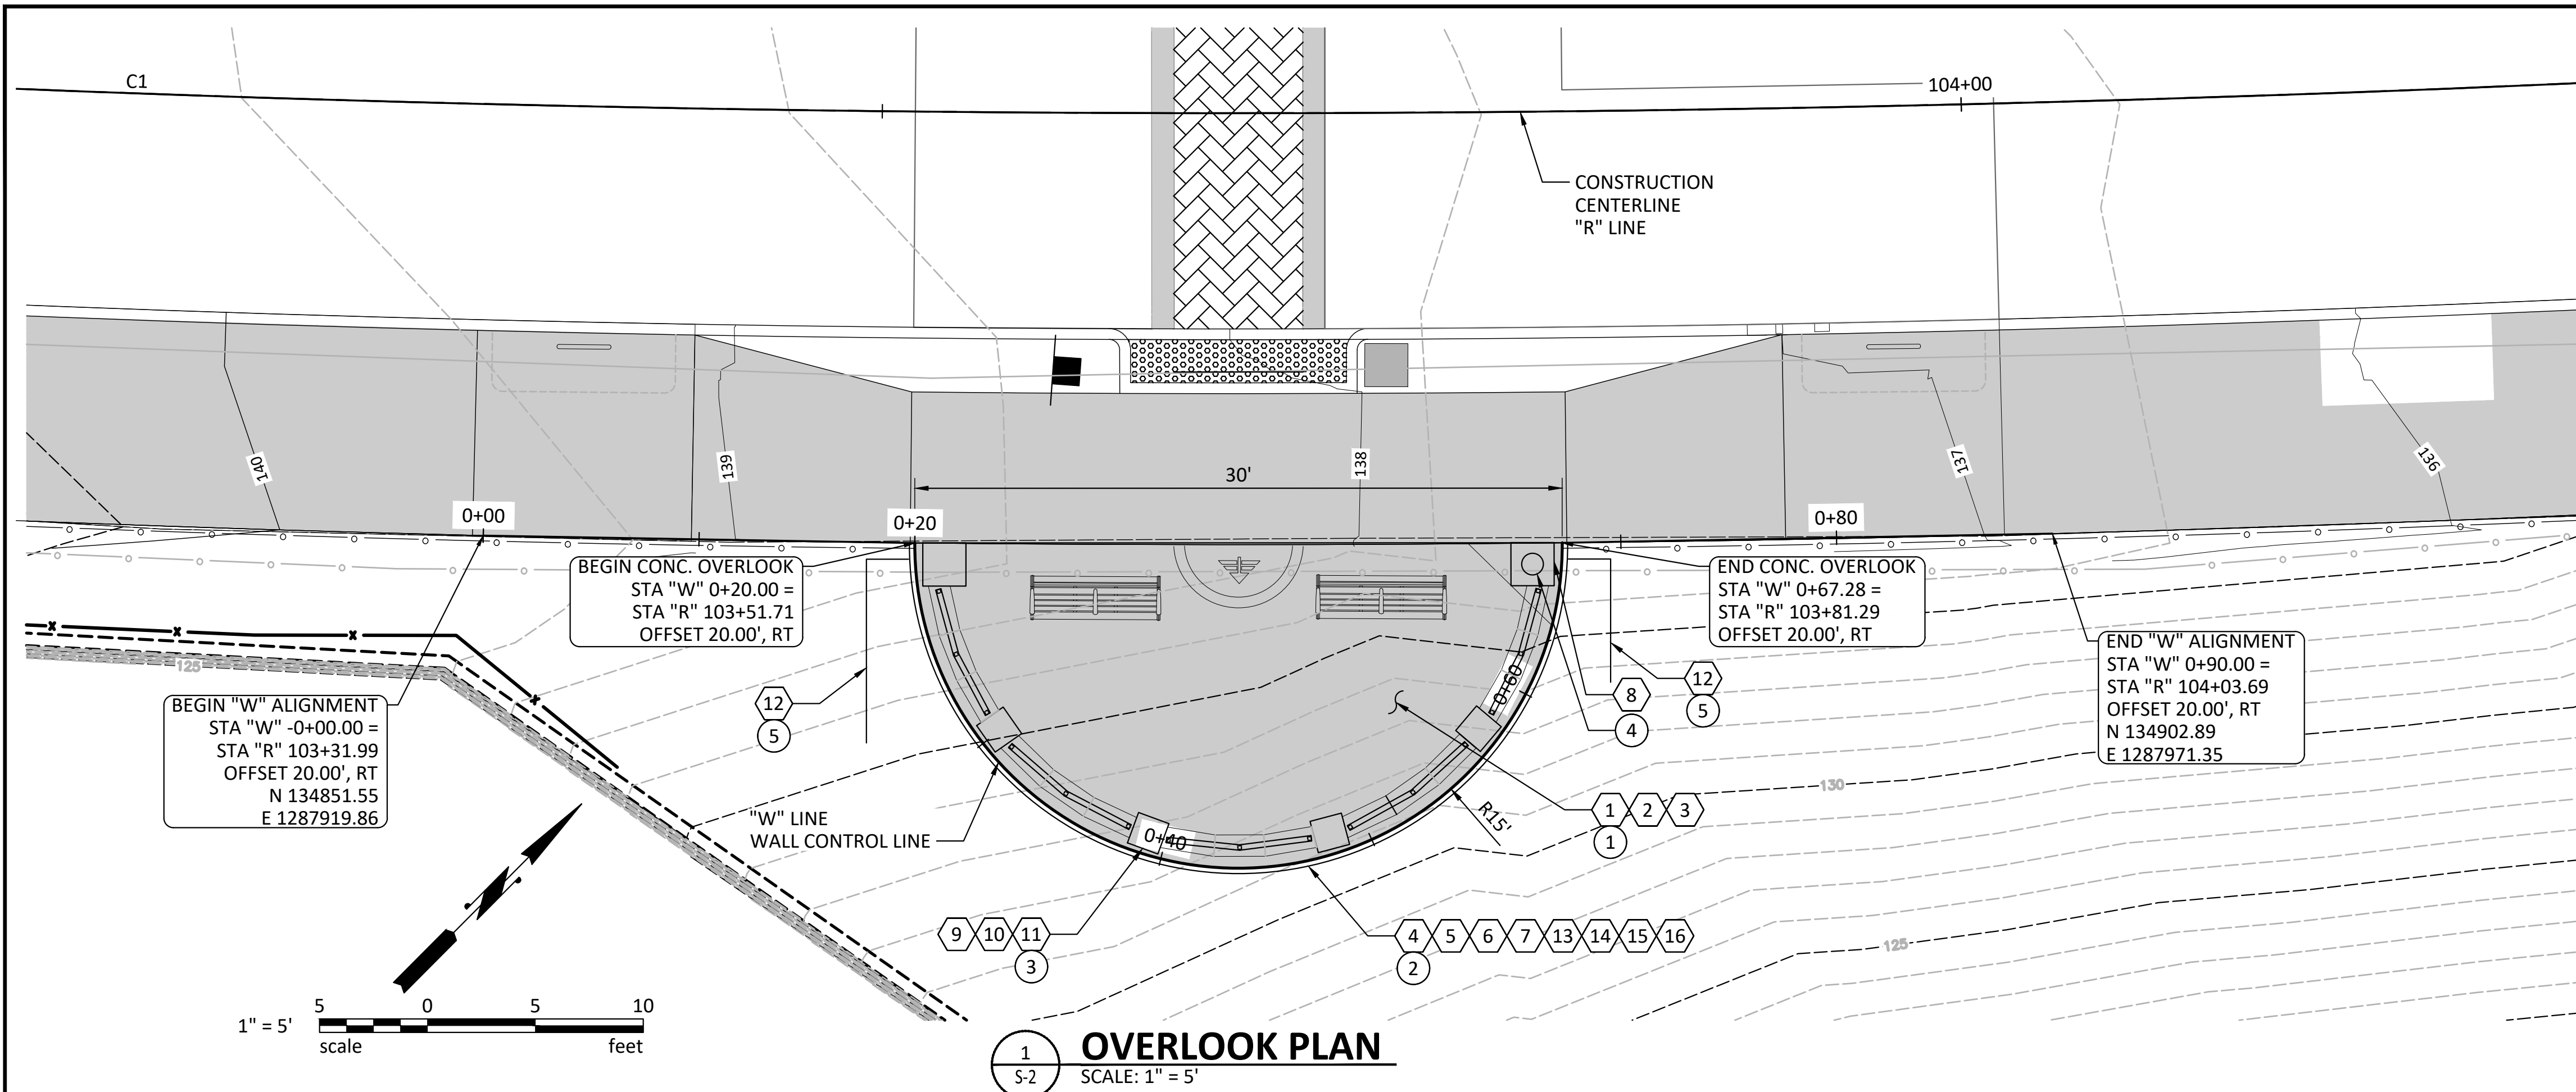 C1
104+00
CONSTRUCTION
CENTERLINE
"R" LINE
140
139
30'
138
137
136
0+00
0+20
0+80
BEGIN CONC. OVERLOOK
STA "W" 0+20.00 =
STA "R" 103+51.71
OFFSET 20.00', RT
END CONC. OVERLOOK
STA "W" 0+67.28 =
STA "R" 103+81.29
OFFSET 20.00', RT
125
BEGIN "W" ALIGNMENT
STA "W" -0+00.00 =
STA "R" 103+31.99
OFFSET 20.00', RT
N 134851.55
E 1287919.86
12
5
0+60
8
4
12
5
END "W" ALIGNMENT
STA "W" 0+90.00 =
STA "R" 104+03.69
OFFSET 20.00', RT
N 134902.89
E 1287971.35
130
"W" LINE
WALL CONTROL LINE
0+40
R15'
1 2 3
1
9 10 11
3
4 5 6 7 13 14 15 16
2
125
5 0 5 10
1" = 5'
scale feet
1
S-2
OVERLOOK PLAN
SCALE: 1" = 5'